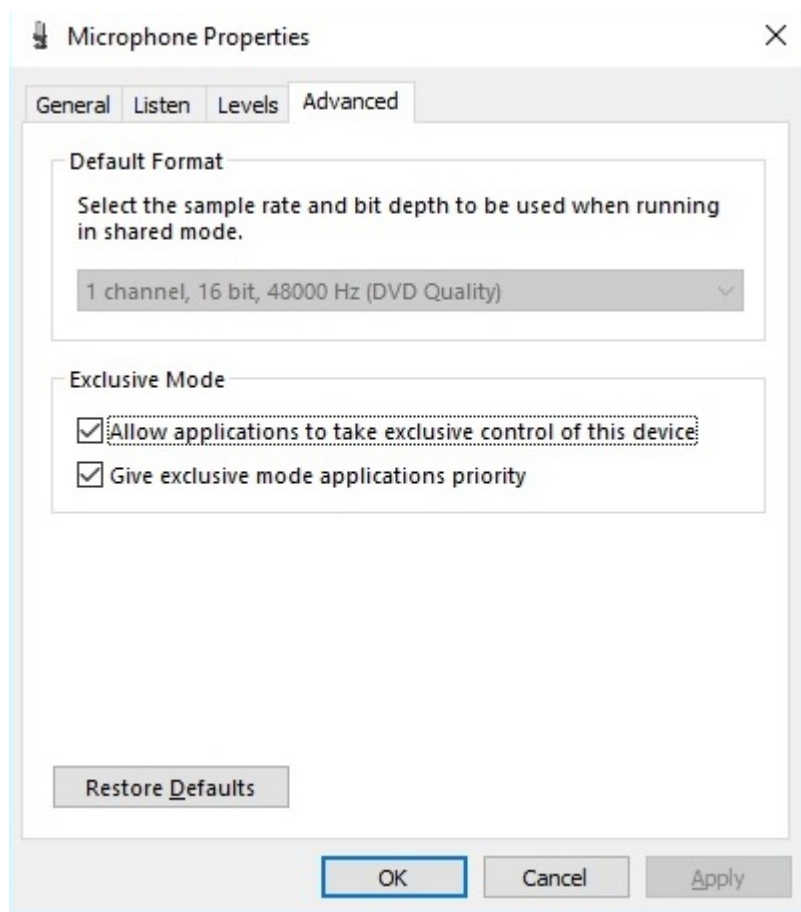 Microphone Properties
General Listen Levels Advanced
Default Format
Select the sample rate and bit depth to be used when running
in shared mode.
1 channel, 16 bit, 48000 Hz (DVD Quality)
Exclusive Mode
Allow applications to take exclusive control of this device
Give exclusive mode applications priority
Restore Defaults
OK Cancel Apply